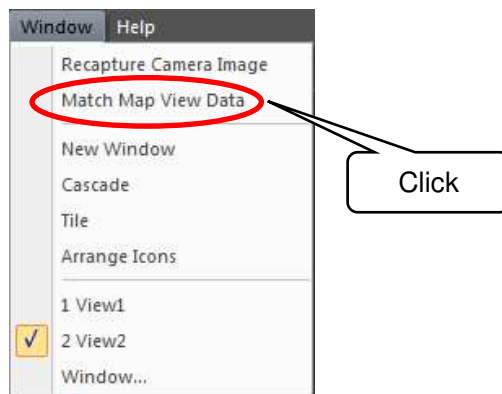 Window Help
Recapture Camera Image
Match Map View Data
New Window
Cascade
Click
Tile
Arrange Icons
1 View1
2 View2
Window...